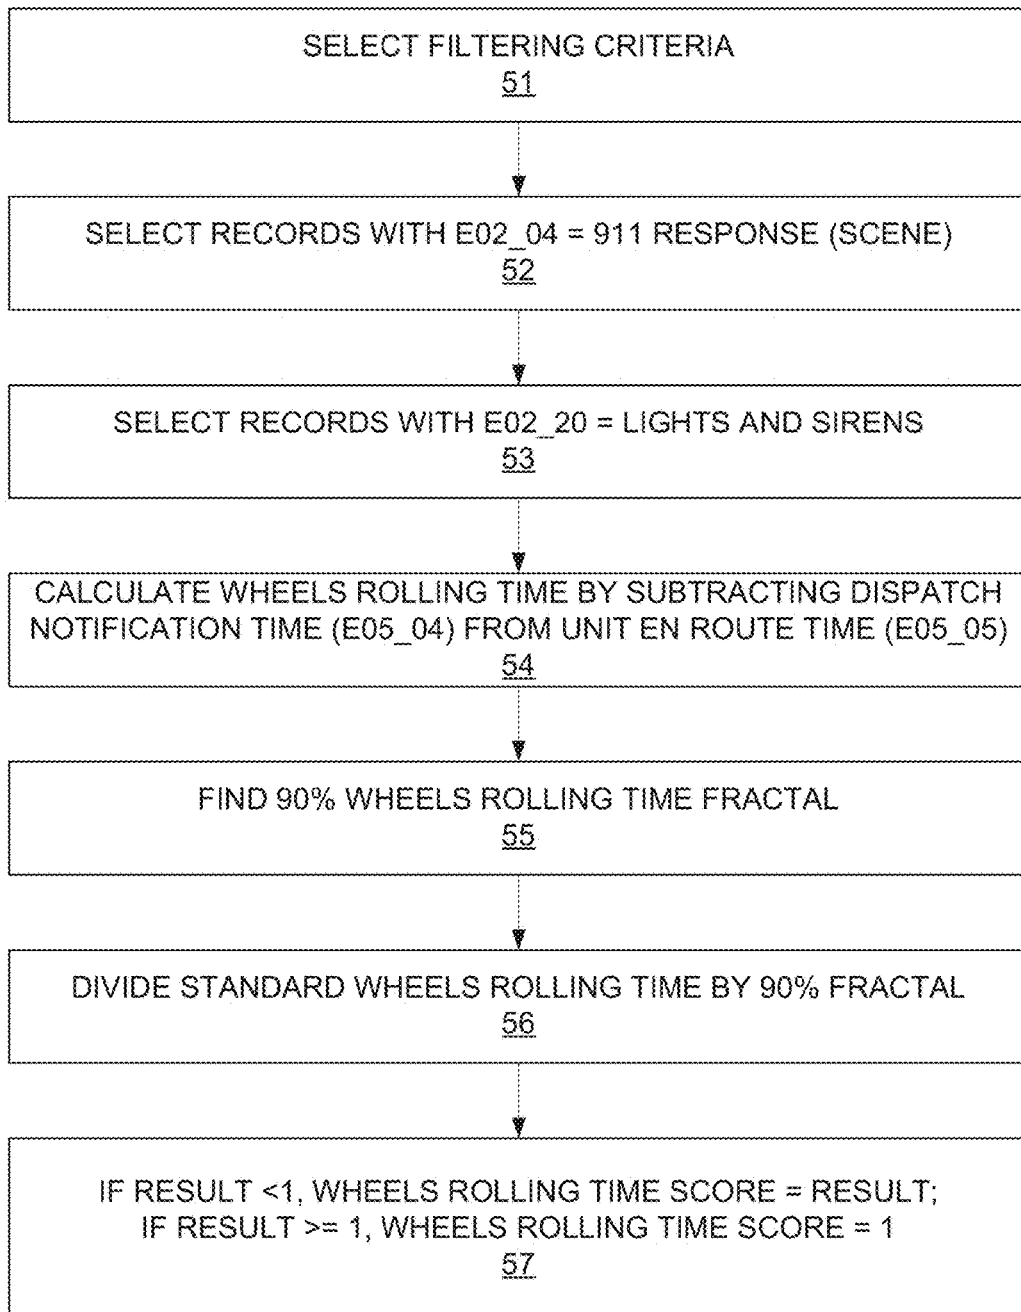 SELECT FILTERING CRITERIA
51
SELECT RECORDS WITH E02_04 = 911 RESPONSE (SCENE)
52
SELECT RECORDS WITH E02_20 = LIGHTS AND SIRENS
53
CALCULATE WHEELS ROLLING TIME BY SUBTRACTING DISPATCH
NOTIFICATION TIME (E05_04) FROM UNIT EN ROUTE TIME (E05_05)
54
FIND 90% WHEELS ROLLING TIME FRACTAL
55
DIVIDE STANDARD WHEELS ROLLING TIME BY 90% FRACTAL
56
IF RESULT <1, WHEELS ROLLING TIME SCORE = RESULT;
IF RESULT >= 1, WHEELS ROLLING TIME SCORE = 1
57